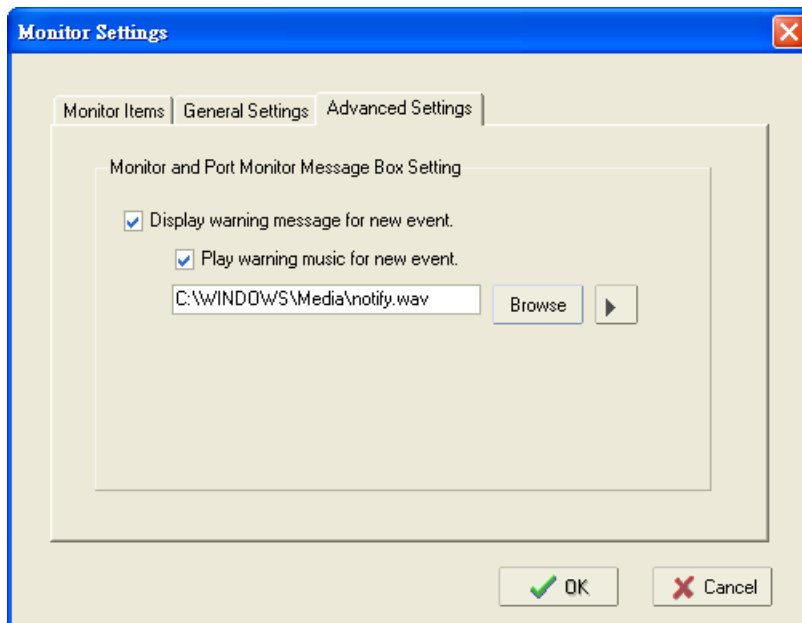 Monitor Settings
Monitor Items General Settings Advanced Settings
Monitor and Port Monitor Message Box Setting
Display warning message for new event.
Play warning music for new event.
C:\WINDOWS\Media\notify.wav Browse
OK Cancel